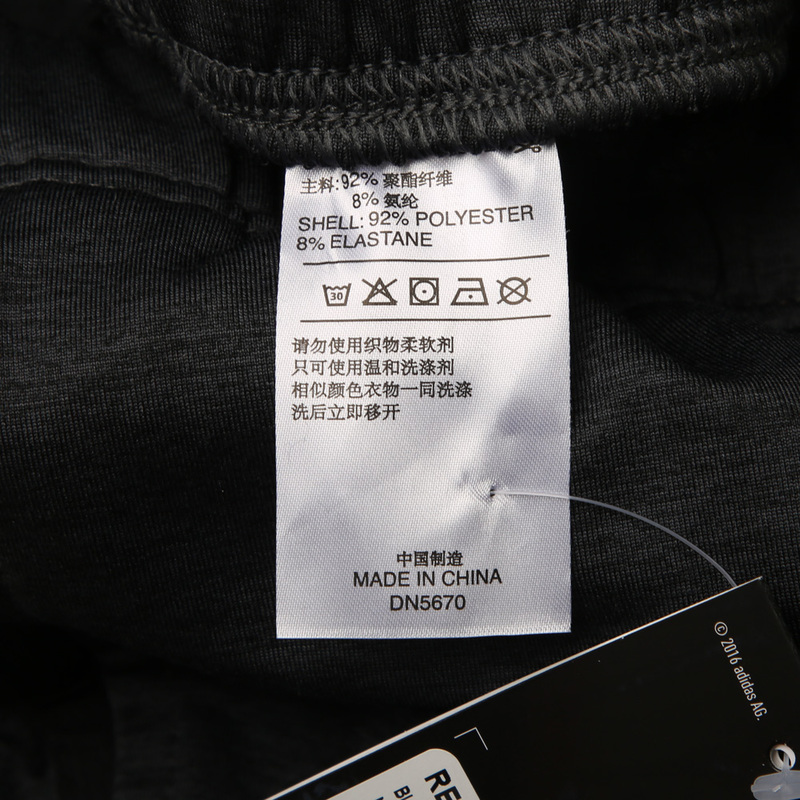 主料:92% 聚酯纤维
8% 氨纶
SHELL: 92% POLYESTER
8% ELASTANE
30
请勿使用织物柔软剂
只可使用温和洗涤剂
相似颜色衣物一同洗涤
洗后立即移开
中国制造
MADE IN CHINA
DN5670
© 2016 adidas AG.